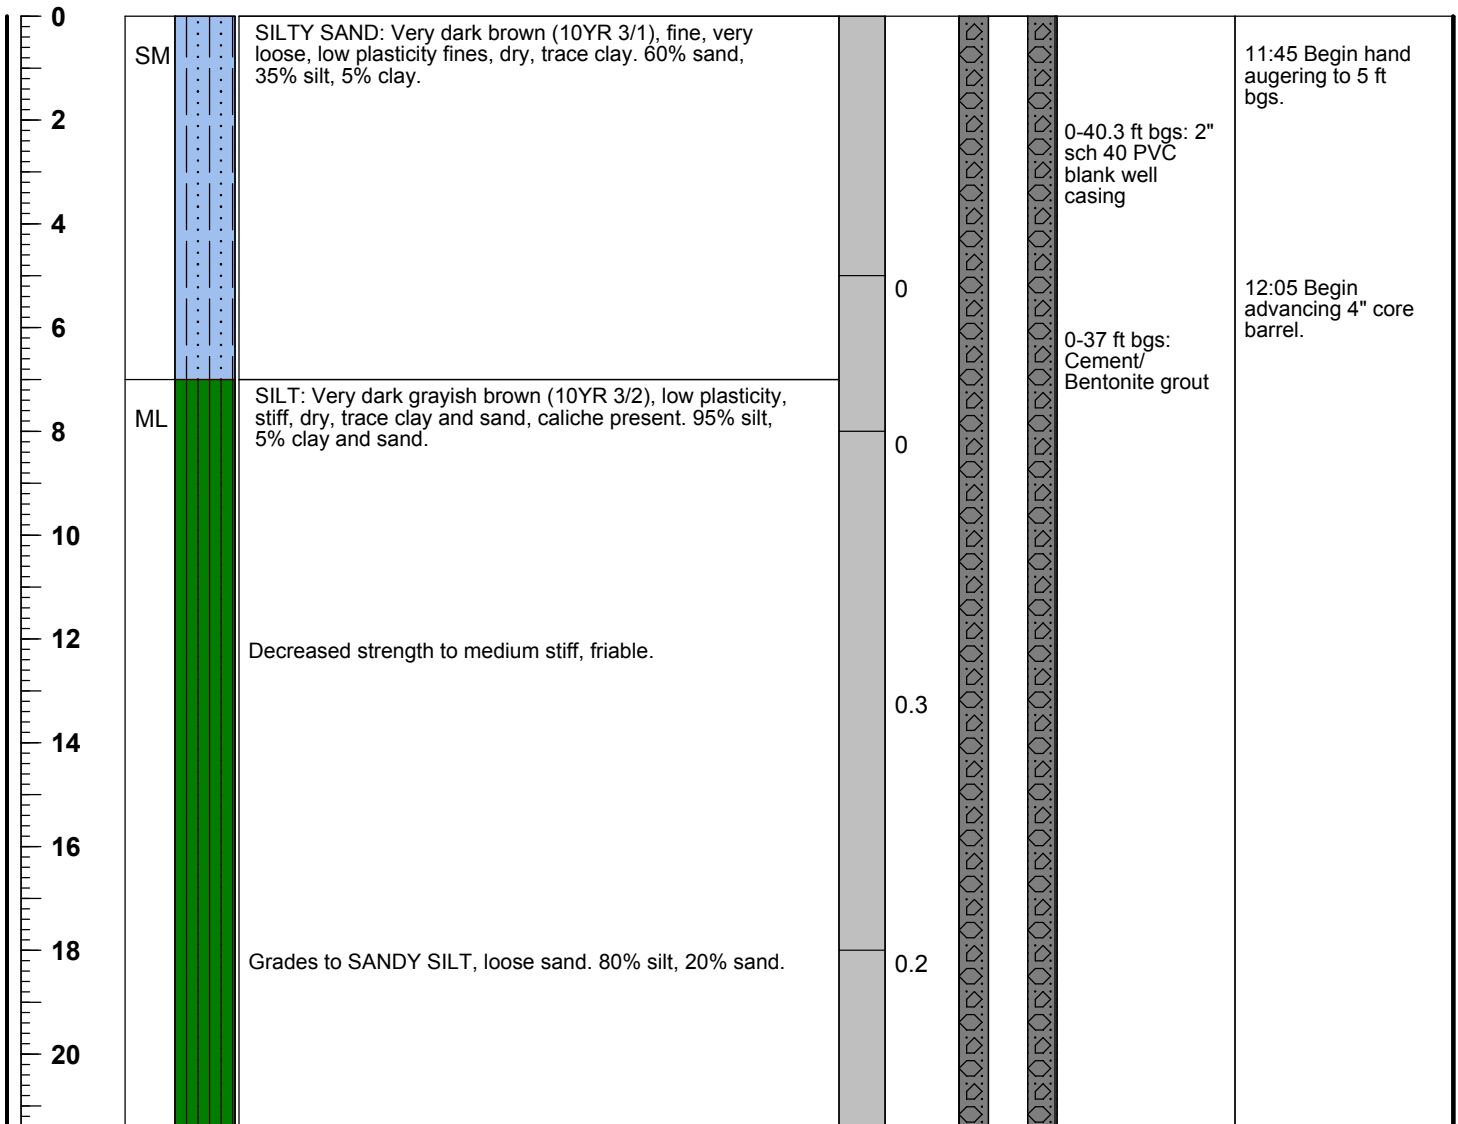 0
2
4
6
8
10
12
14
16
18
20
SM
ML
SILTY SAND: Very dark brown (10YR 3/1), fine, very
loose, low plasticity fines, dry, trace clay. 60% sand,
35% silt, 5% clay.
SILT: Very dark grayish brown (10YR 3/2), low plasticity,
stiff, dry, trace clay and sand, caliche present. 95% silt,
5% clay and sand.
Decreased strength to medium stiff, friable.
Grades to SANDY SILT, loose sand. 80% silt, 20% sand.
0
0
0.3
0.2
0-40.3 ft bgs: 2"
sch 40 PVC
blank well
casing
0-37 ft bgs:
Cement/
Bentonite grout
11:45 Begin hand
augering to 5 ft
bgs.
12:05 Begin
advancing 4" core
barrel.